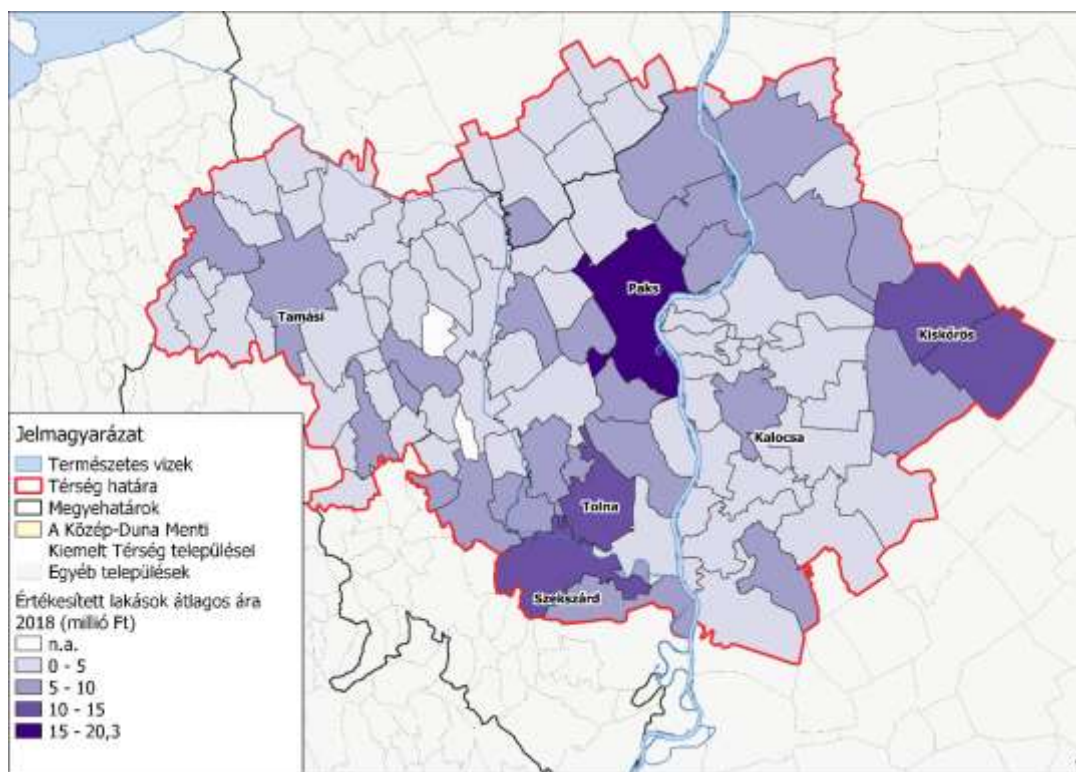 Paks
Kiskőrös
Tamási
Kalocsa
Tolna
Szekszárd
Jelmagyarázat
Természetes vizek
Térség határa
Megyehatárok
A Közép-Duna Menti
Kiemelt Térség települései
Egyéb települések
Értékesített lakások átlagos ára
2018 (millió Ft)
n.a.
0 - 5
5 - 10
10 - 15
15 - 20,3